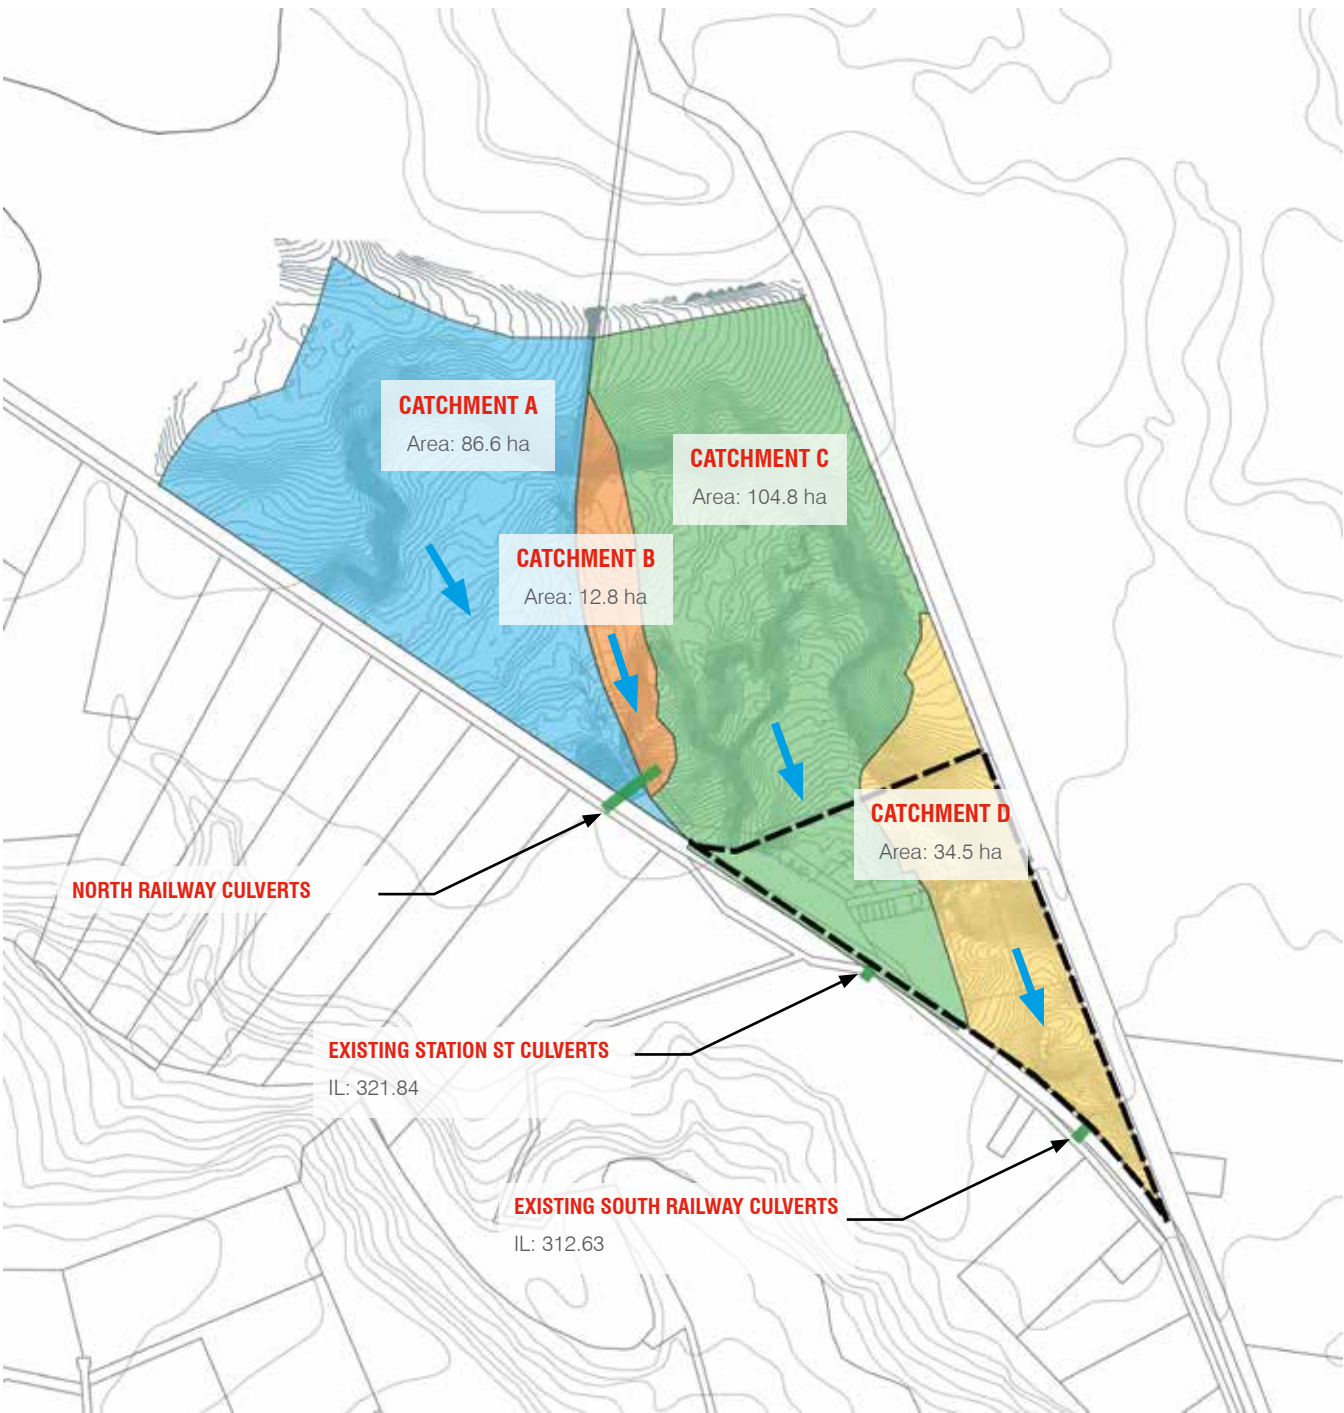 CATCHMENT A
Area: 86.6 ha
CATCHMENT C
Area: 104.8 ha
CATCHMENT B
Area: 12.8 ha
CATCHMENT D
Area: 34.5 ha
NORTH RAILWAY CULVERTS
EXISTING STATION ST CULVERTS
IL: 321.84
EXISTING SOUTH RAILWAY CULVERTS
IL: 312.63